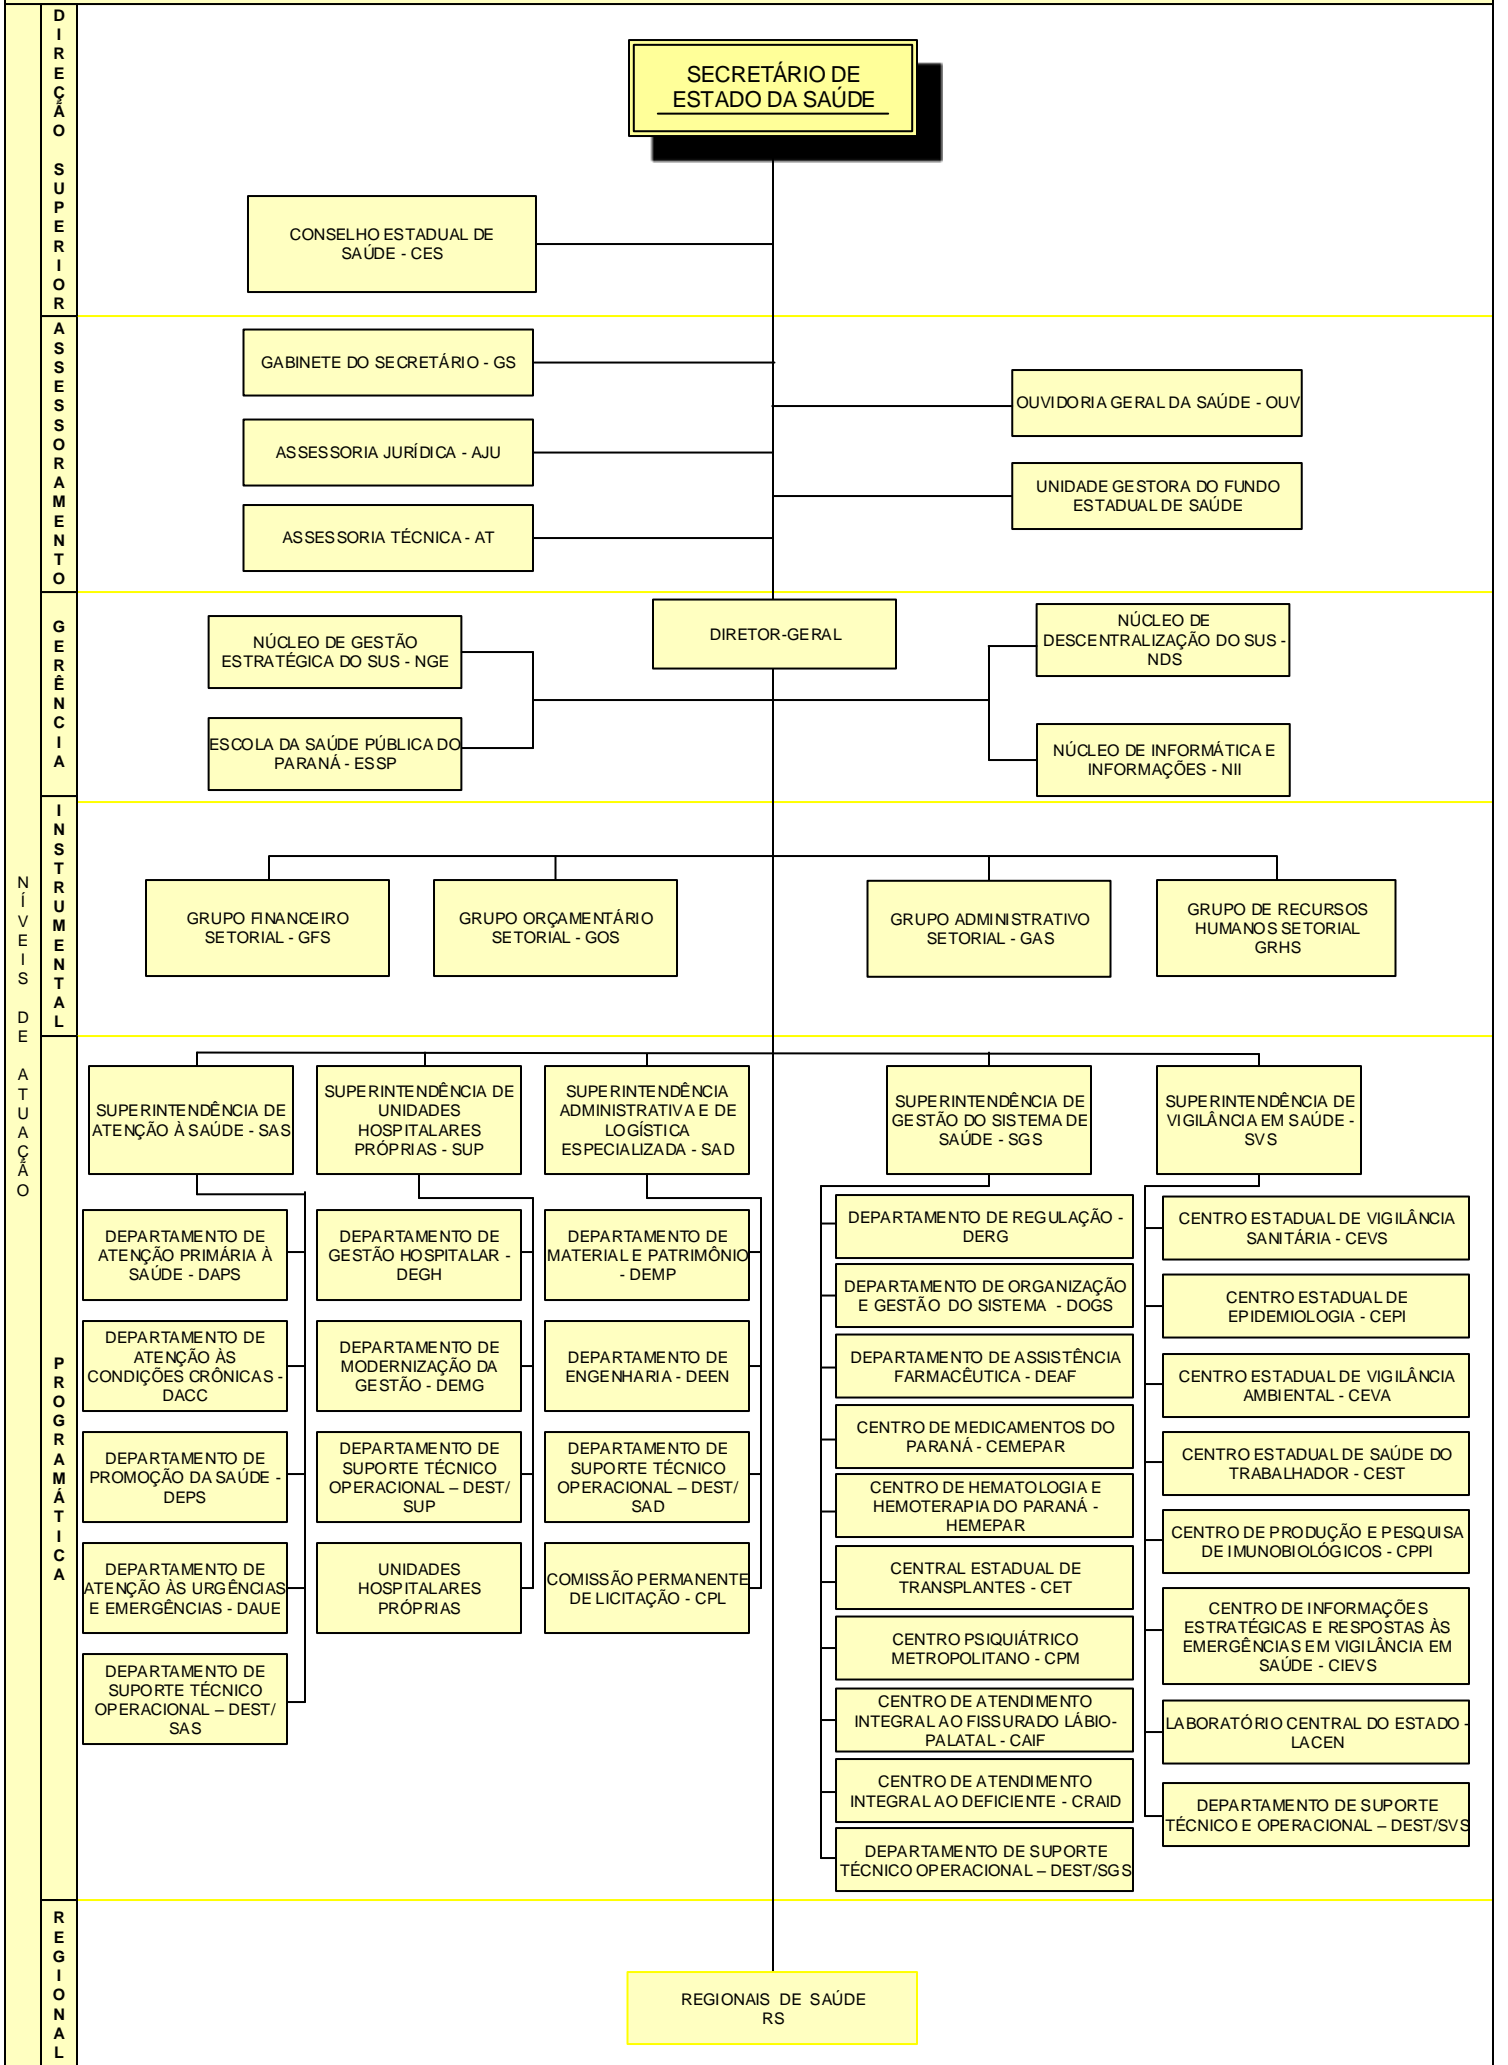 NÍVEIS DE ATUAÇÃO
DIREÇÃO SUPERIOR
SECRETÁRIO DE
ESTADO DA SAÚDE
CONSELHO ESTADUAL DE
SAÚDE - CES
ASSESSORAMENTO
GABINETE DO SECRETÁRIO - GS
OUVIDORIA GERAL DA SAÚDE - OUV
ASSESSORIA JURÍDICA - AJU
UNIDADE GESTORA DO FUNDO
ESTADUAL DE SAÚDE
ASSESSORIA TÉCNICA - AT
GERÊNCIA
DIRETOR-GERAL
NÚCLEO DE GESTÃO
ESTRATÉGICA DO SUS - NGE
NÚCLEO DE
DESCENTRALIZAÇÃO DO SUS -
NDS
ESCOLA DA SAÚDE PÚBLICA DO
PARANÁ - ESSP
NÚCLEO DE INFORMÁTICA E
INFORMAÇÕES - NII
INSTRUMENTAL
GRUPO FINANCEIRO
SETORIAL - GFS
GRUPO ORÇAMENTÁRIO
SETORIAL - GOS
GRUPO ADMINISTRATIVO
SETORIAL - GAS
GRUPO DE RECURSOS
HUMANOS SETORIAL
GRHS
PROGRAMÁTICA
SUPERINTENDÊNCIA DE
ATENÇÃO À SAÚDE - SAS
DEPARTAMENTO DE
ATENÇÃO PRIMÁRIA À
SAÚDE - DAPS
DEPARTAMENTO DE
ATENÇÃO ÀS
CONDIÇÕES CRÔNICAS -
DACC
DEPARTAMENTO DE
PROMOÇÃO DA SAÚDE -
DEPS
DEPARTAMENTO DE
ATENÇÃO ÀS URGÊNCIAS
E EMERGÊNCIAS - DAUE
DEPARTAMENTO DE
SUPORTE TÉCNICO
OPERACIONAL – DEST/
SAS
SUPERINTENDÊNCIA DE
UNIDADES
HOSPITALARES
PRÓPRIAS - SUP
DEPARTAMENTO DE
GESTÃO HOSPITALAR -
DEGH
DEPARTAMENTO DE
MODERNIZAÇÃO DA
GESTÃO - DEMG
DEPARTAMENTO DE
SUPORTE TÉCNICO
OPERACIONAL – DEST/
SUP
UNIDADES
HOSPITALARES
PRÓPRIAS
SUPERINTENDÊNCIA
ADMINISTRATIVA E DE
LOGÍSTICA
ESPECIALIZADA - SAD
DEPARTAMENTO DE
MATERIAL E PATRIMÔNIO
- DEMP
DEPARTAMENTO DE
ENGENHARIA - DEEN
DEPARTAMENTO DE
SUPORTE TÉCNICO
OPERACIONAL – DEST/
SAD
COMISSÃO PERMANENTE
DE LICITAÇÃO - CPL
SUPERINTENDÊNCIA DE
GESTÃO DO SISTEMA DE
SAÚDE - SGS
DEPARTAMENTO DE REGULAÇÃO -
DERG
DEPARTAMENTO DE ORGANIZAÇÃO
E GESTÃO DO SISTEMA - DOGS
DEPARTAMENTO DE ASSISTÊNCIA
FARMACÊUTICA - DEAF
CENTRO DE MEDICAMENTOS DO
PARANÁ - CEMEPAR
CENTRO DE HEMATOLOGIA E
HEMOTERAPIA DO PARANÁ -
HEMEPAR
CENTRAL ESTADUAL DE
TRANSPLANTES - CET
CENTRO PSIQUIÁTRICO
METROPOLITANO - CPM
CENTRO DE ATENDIMENTO
INTEGRAL AO FISSURADO LÁBIO-
PALATAL - CAIF
CENTRO DE ATENDIMENTO
INTEGRAL AO DEFICIENTE - CRAID
DEPARTAMENTO DE SUPORTE
TÉCNICO OPERACIONAL – DEST/SGS
SUPERINTENDÊNCIA DE
VIGILÂNCIA EM SAÚDE -
SVS
CENTRO ESTADUAL DE VIGILÂNCIA
SANITÁRIA - CEVS
CENTRO ESTADUAL DE
EPIDEMIOLOGIA - CEPI
CENTRO ESTADUAL DE VIGILÂNCIA
AMBIENTAL - CEVA
CENTRO ESTADUAL DE SAÚDE DO
TRABALHADOR - CEST
CENTRO DE PRODUÇÃO E PESQUISA
DE IMUNOBIOLÓGICOS - CPPI
CENTRO DE INFORMAÇÕES
ESTRATÉGICAS E RESPOSTAS ÀS
EMERGÊNCIAS EM VIGILÂNCIA EM
SAÚDE - CIEVS
LABORATÓRIO CENTRAL DO ESTADO -
LACEN
DEPARTAMENTO DE SUPORTE
TÉCNICO E OPERACIONAL – DEST/SVS
REGIONAL
REGIONAIS DE SAÚDE
RS